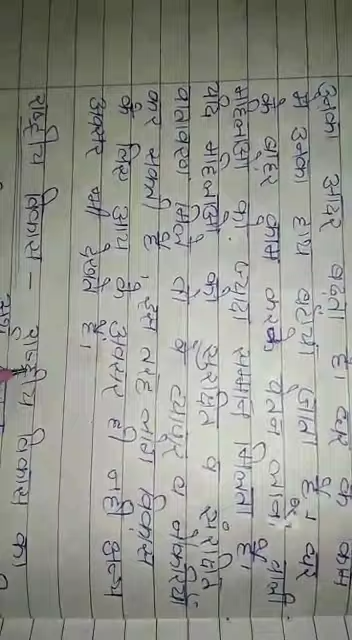 उनका आदर बढ़ता है। घर के काम
में उनका हाथ बंटाया जाता है। घर
के बाहर काम करके वेतन लाने वाली
महिलाओं को ज्यादा सम्मान मिलता है।
यदि महिलाओं को सुरक्षित व संरक्षित
वातावरण मिले तो वे व्यापार व नौकरियाँ
कर सकती है, इस तरह लोग विकास
के लिए आय के अवसर ही नहीं अन्य
अवसर भी देखते हैं।
राष्ट्रीय विकास - राष्ट्रीय विकास का